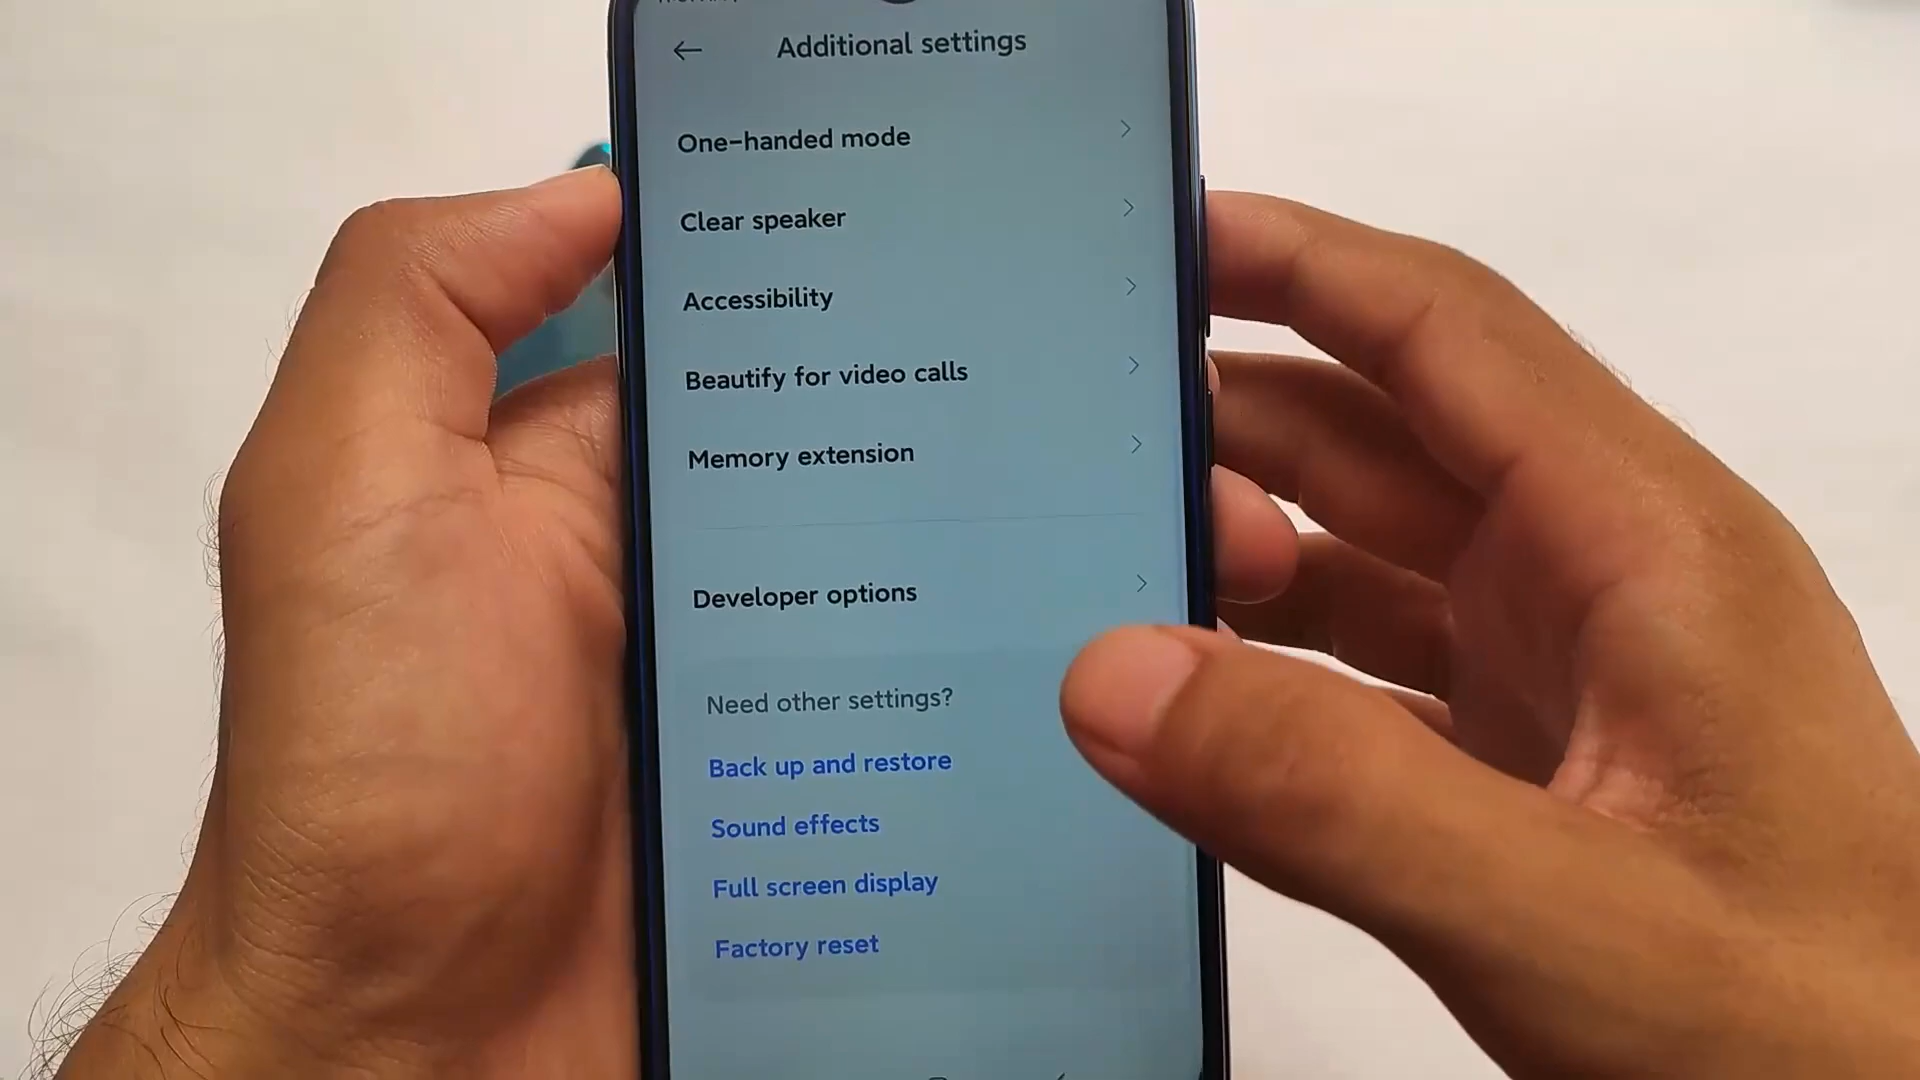 Additional settings
One-handed mode
Clear speaker
Accessibility
Beautify for video calls
Memory extension
Developer options
Need other settings?
Back up and restore
Sound effects
Full screen display
Factory reset